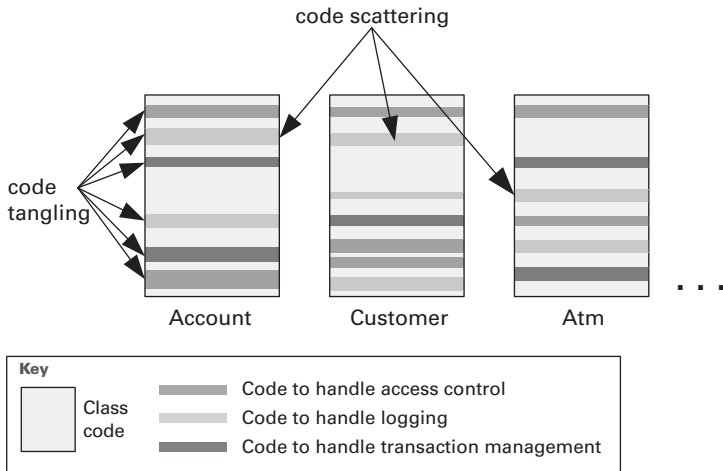 code scattering
code
tangling
Account
Customer
Atm
. . .
Key
Class
code
Code to handle access control
Code to handle logging
Code to handle transaction management